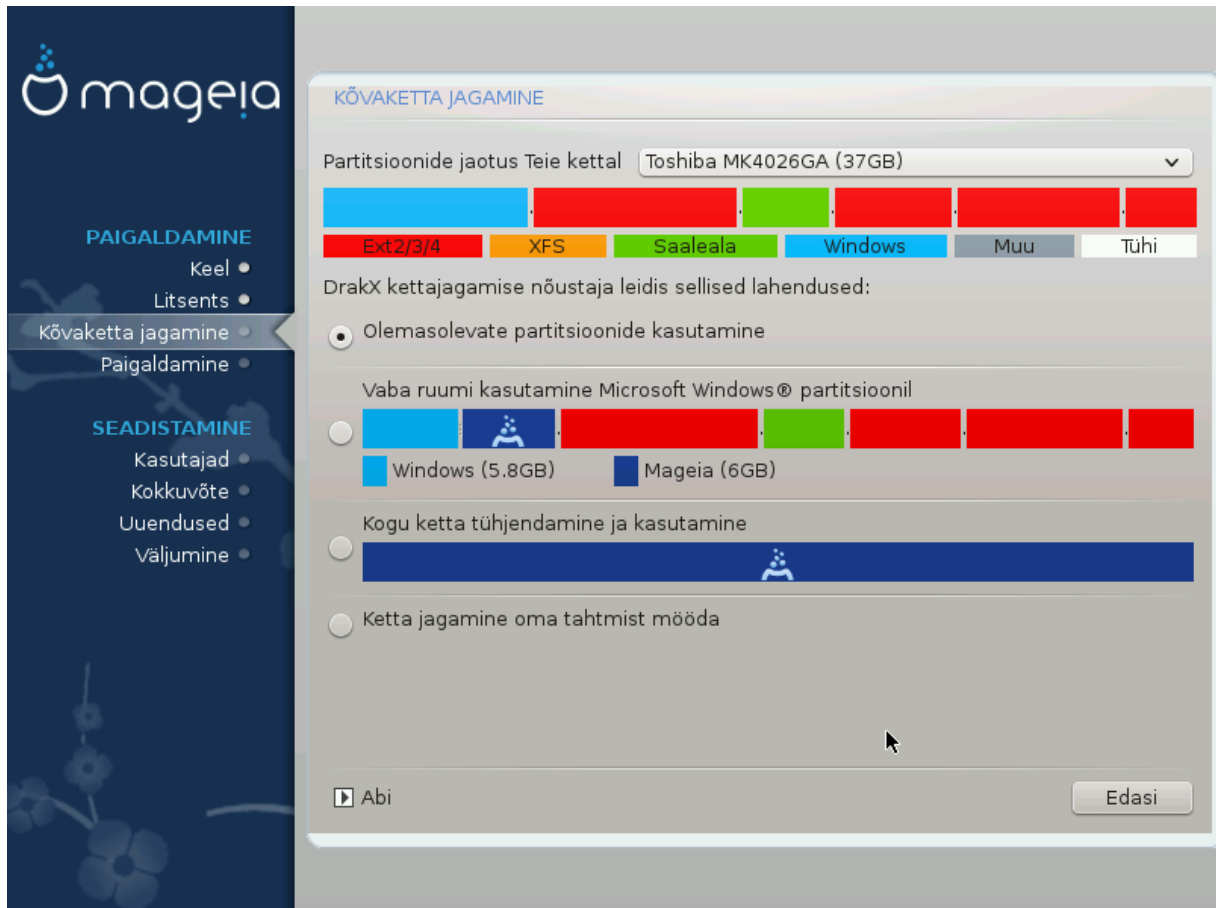 mageia
PAIGALDAMINE
Keel
Litsents
Kõvaketta jagamine
Paigaldamine
SEADISTAMINE
Kasutajad
Kokkuvõte
Uuendused
Väljumine
KÕVAKETTA JAGAMINE
Partitsioonide jaotus Teie kettal Toshiba MK4026GA (37GB)
Ext2/3/4 XFS Saaleala Windows Muu Tühi
DrakX kettajagamise nõustaja leidis sellised lahendused:
Olemasolevate partitsioonide kasutamine
Vaba ruumi kasutamine Microsoft Windows® partitsioonil
Windows (5.8GB) Mageia (6GB)
Kogu ketta tühjendamine ja kasutamine
Ketta jagamine oma tahtmist mööda
Abi Edasi